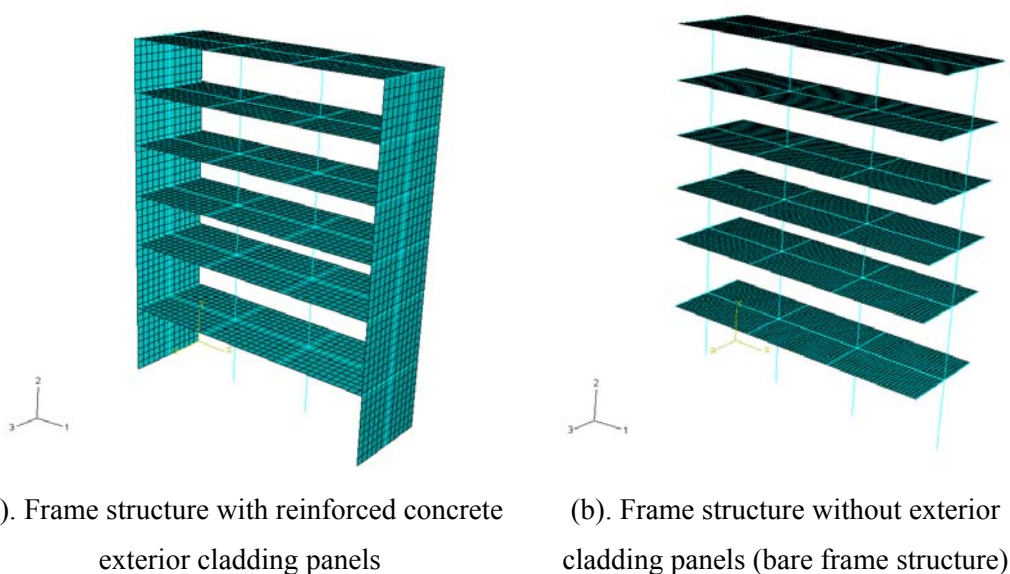 2
3
1
2
3
1
). Frame structure with reinforced concrete
exterior cladding panels
(b). Frame structure without exterior
cladding panels (bare frame structure)